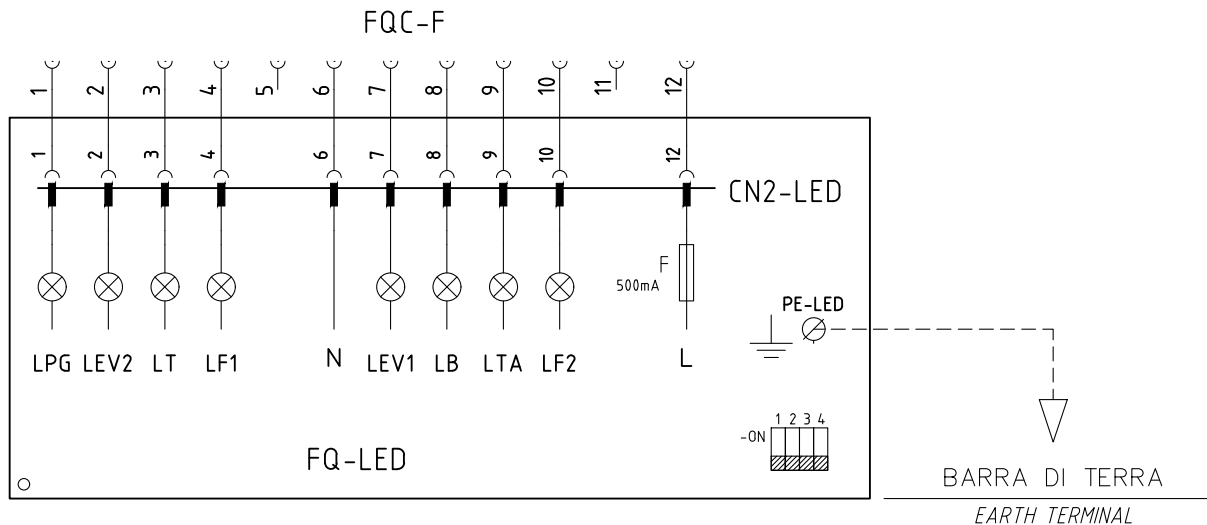 FQC-F
1 2 3 4 5 6 7 8 9 10 11 12
1 2 3 4 6 7 8 9 10 12
CN2-LED
F
500mA
PE-LED
LPG LEV2 LT LF1 N LEV1 LB LTA LF2 L
1 2 3 4
-ON
FQ-LED
BARRA DI TERRA
EARTH TERMINAL